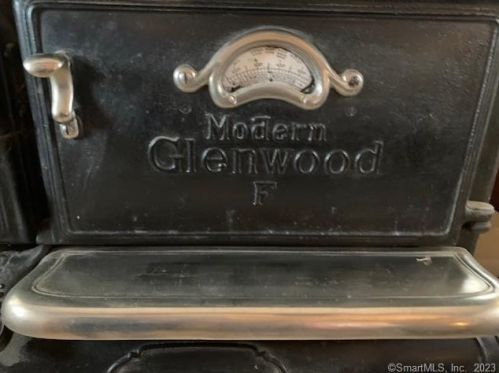 Modern
Glenwood
F
©SmartMLS, Inc. 2023